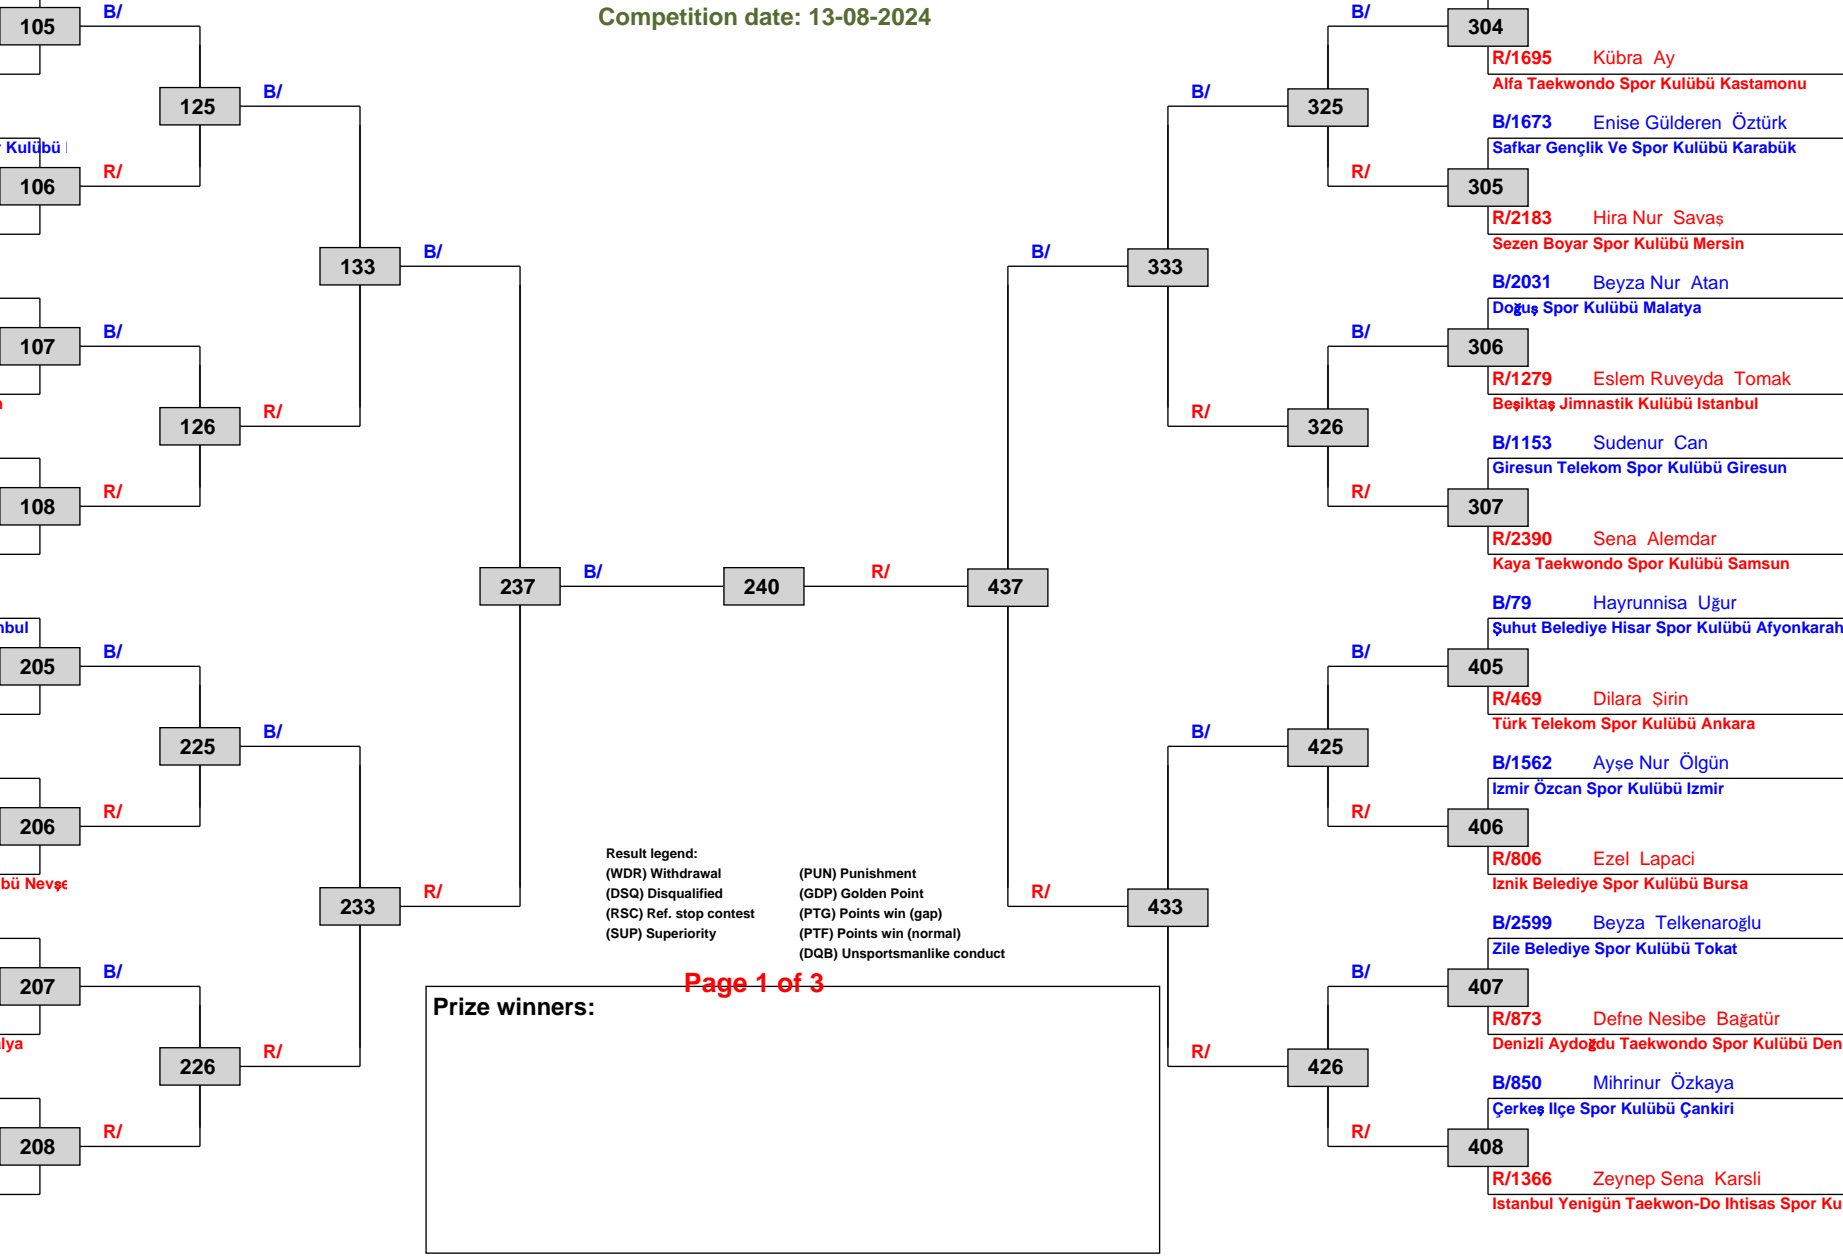 Competition date: 13-08-2024
105
B/
125
B/
Kulübü
106
R/
133
B/
107
B/
126
R/
108
R/
237
B/
240
R/
437
205
B/
225
B/
206
R/
233
R/
207
B/
226
R/
208
R/
B/
304
R/1695 Kübra Ay
Alfa Taekwondo Spor Kulübü Kastamonu
B/
325
B/1673 Enise Gülderen Öztürk
Safkar Gençlik Ve Spor Kulübü Karabük
R/
305
R/2183 Hira Nur Savaş
Sezen Boyar Spor Kulübü Mersin
B/
333
B/2031 Beyza Nur Atan
Doğuş Spor Kulübü Malatya
B/
306
R/1279 Eslem Ruveyda Tomak
Beşiktaş Jimnastik Kulübü Istanbul
R/
326
B/1153 Sudenur Can
Giresun Telekom Spor Kulübü Giresun
R/
307
R/2390 Sena Alemdar
Kaya Taekwondo Spor Kulübü Samsun
B/79 Hayrunnisa Uğur
Şuhut Belediye Hisar Spor Kulübü Afyonkarah
B/
405
R/469 Dilara Şirin
Türk Telekom Spor Kulübü Ankara
B/
425
B/1562 Ayşe Nur Ölgün
Izmir Özcan Spor Kulübü Izmir
R/
406
R/806 Ezel Lapaci
Iznik Belediye Spor Kulübü Bursa
R/
433
B/2599 Beyza Telkenaroğlu
Zile Belediye Spor Kulübü Tokat
B/
407
R/873 Defne Nesibe Bağatür
Denizli Aydoğdu Taekwondo Spor Kulübü Den
R/
426
B/850 Mihrinur Özkaya
Çerkeş Ilçe Spor Kulübü Çankiri
R/
408
R/1366 Zeynep Sena Karsli
Istanbul Yenigün Taekwon-Do Ihtisas Spor Ku
nbul
bü Nevşe
lya
Result legend:
(WDR) Withdrawal
(DSQ) Disqualified
(RSC) Ref. stop contest
(SUP) Superiority
(PUN) Punishment
(GDP) Golden Point
(PTG) Points win (gap)
(PTF) Points win (normal)
(DQB) Unsportsmanlike conduct
Page 1 of 3
Prize winners: